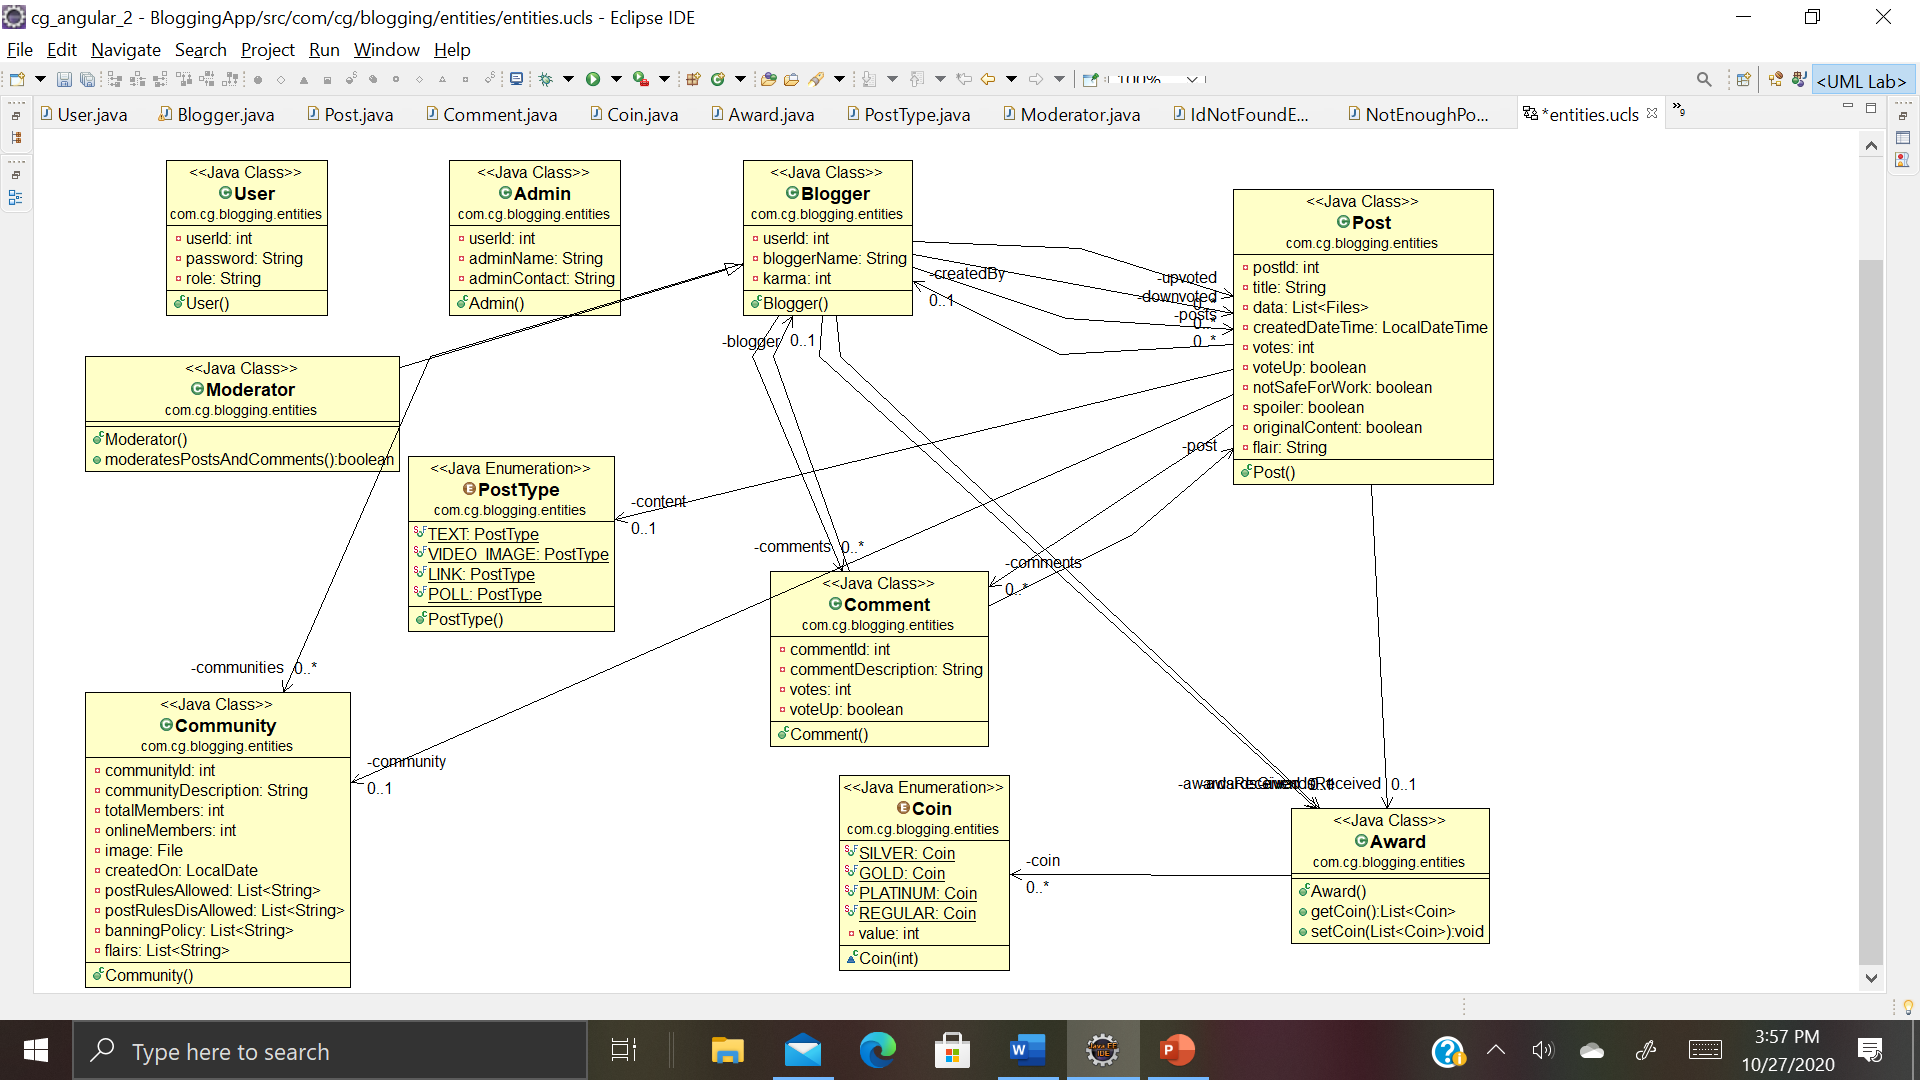 cg_angular_2 - BloggingApp/src/com/cg/blogging/entities/entities.ucls - Eclipse IDE
File Edit Navigate Search Project Run Window Help
100%
<UML Lab>
User.java Blogger.java Post.java Comment.java Coin.java Award.java PostType.java Moderator.java IdNotFoundE... NotEnoughPo... *entities.ucls »9
<<Java Class>>
User
com.cg.blogging.entities
userId: int
password: String
role: String
User()
<<Java Class>>
Admin
com.cg.blogging.entities
userId: int
adminName: String
adminContact: String
Admin()
<<Java Class>>
Blogger
com.cg.blogging.entities
userId: int
bloggerName: String
karma: int
Blogger()
<<Java Class>>
Post
com.cg.blogging.entities
postId: int
title: String
data: List<Files>
createdDateTime: LocalDateTime
votes: int
voteUp: boolean
notSafeForWork: boolean
spoiler: boolean
originalContent: boolean
flair: String
Post()
-createdBy
0..1
-upvoted
-downvoted
0..*
-posts
0..*
0..*
-blogger 0..1
<<Java Class>>
Moderator
com.cg.blogging.entities
Moderator()
moderatesPostsAndComments():boolean
<<Java Enumeration>>
PostType
com.cg.blogging.entities
TEXT: PostType
VIDEO_IMAGE: PostType
LINK: PostType
POLL: PostType
PostType()
-content
0..1
-post
-comments 0..*
-comments
0..*
<<Java Class>>
Comment
com.cg.blogging.entities
commentId: int
commentDescription: String
votes: int
voteUp: boolean
Comment()
-communities 0..*
<<Java Class>>
Community
com.cg.blogging.entities
communityId: int
communityDescription: String
totalMembers: int
onlineMembers: int
image: File
createdOn: LocalDate
postRulesAllowed: List<String>
postRulesDisAllowed: List<String>
banningPolicy: List<String>
flairs: List<String>
Community()
-community
0..1
<<Java Enumeration>>
Coin
com.cg.blogging.entities
SILVER: Coin
GOLD: Coin
PLATINUM: Coin
REGULAR: Coin
value: int
Coin(int)
-coin
0..*
0..1
<<Java Class>>
Award
com.cg.blogging.entities
Award()
getCoin():List<Coin>
setCoin(List<Coin>):void
Type here to search
3:57 PM
10/27/2020